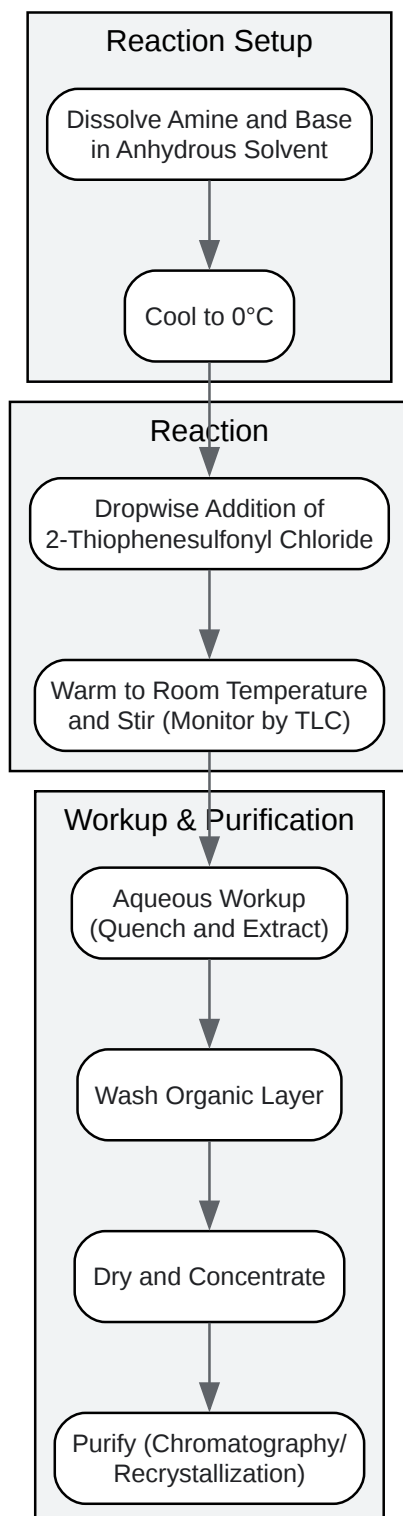 Reaction Setup
Dissolve Amine and Base
in Anhydrous Solvent
Cool to 0°C
Reaction
Dropwise Addition of
2-Thiophenesulfonyl Chloride
Warm to Room Temperature
and Stir (Monitor by TLC)
Workup & Purification
Aqueous Workup
(Quench and Extract)
Wash Organic Layer
Dry and Concentrate
Purify (Chromatography/
Recrystallization)